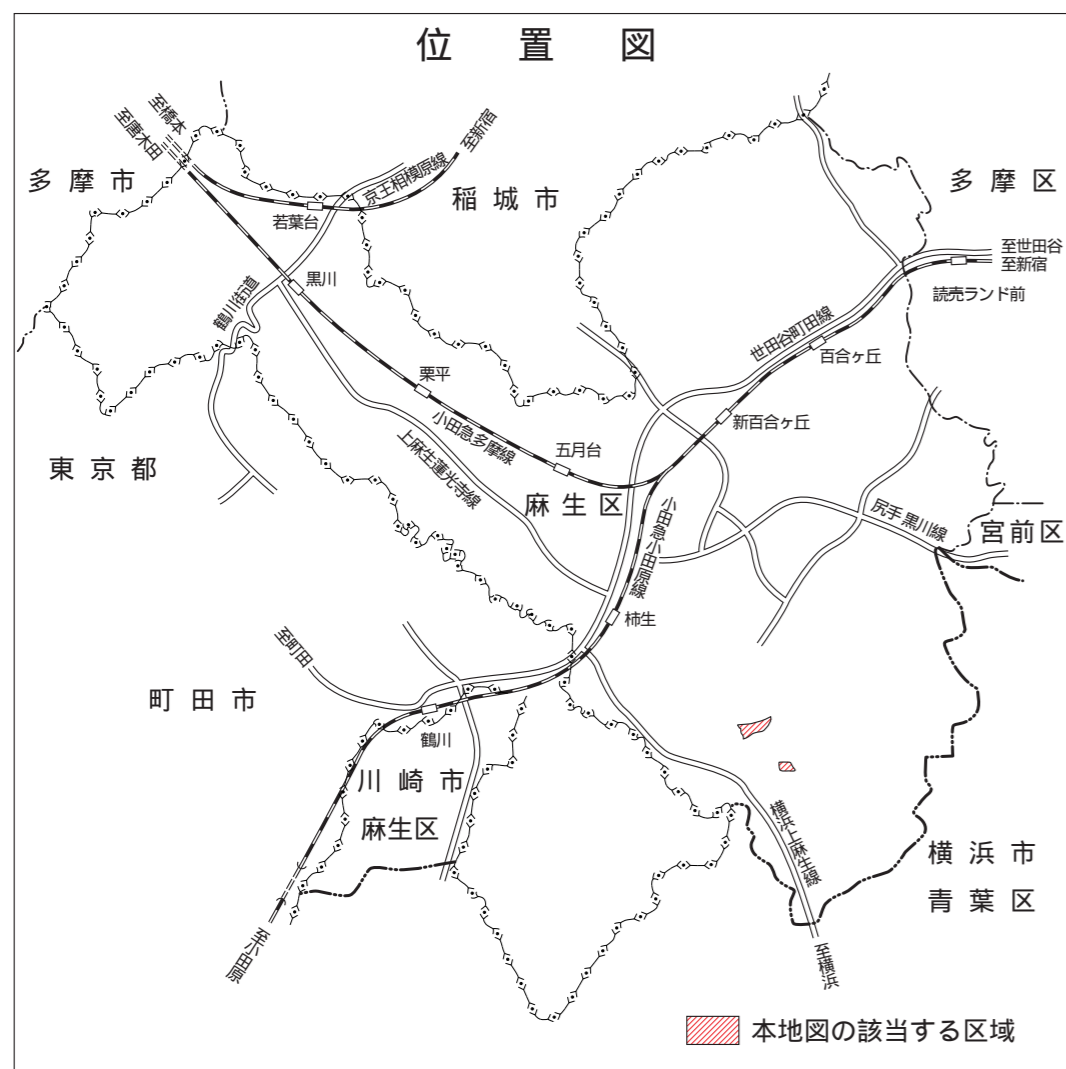 位置図
至橋本
至唐木田
至新宿
京王相模原線
多摩市
稲城市
多摩区
若葉台
至世田谷
至新宿
黒川
読売ランド前
鶴川街道
世田谷町田線
百合ヶ丘
栗平
新百合ヶ丘
小田急多摩線
五月台
東京都
上麻生蓮光寺線
麻生区
小田急小田原線
尻手黒川線
宮前区
柿生
至町田
町田市
鶴川
川崎市
麻生区
横浜上麻生線
横浜市
青葉区
至小田原
至横浜
本地図の該当する区域